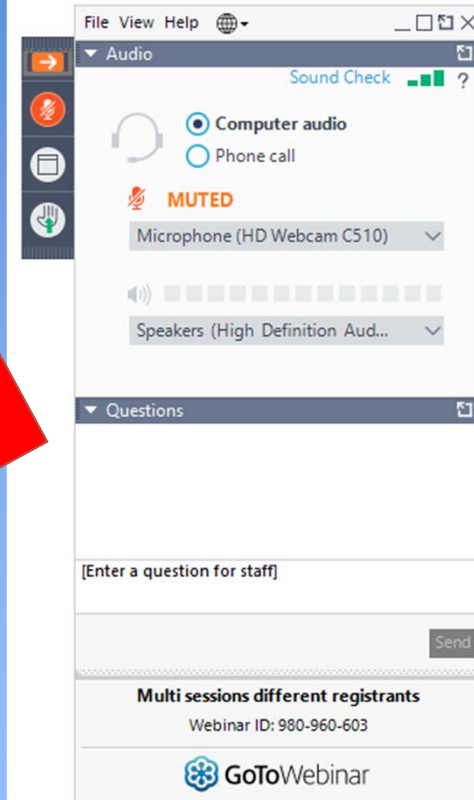 File View Help
Audio
Sound Check ?
Computer audio
Phone call
MUTED
Microphone (HD Webcam C510)
Speakers (High Definition Aud...
Questions
[Enter a question for staff]
Send
Multi sessions different registrants
Webinar ID: 980-960-603
GoToWebinar